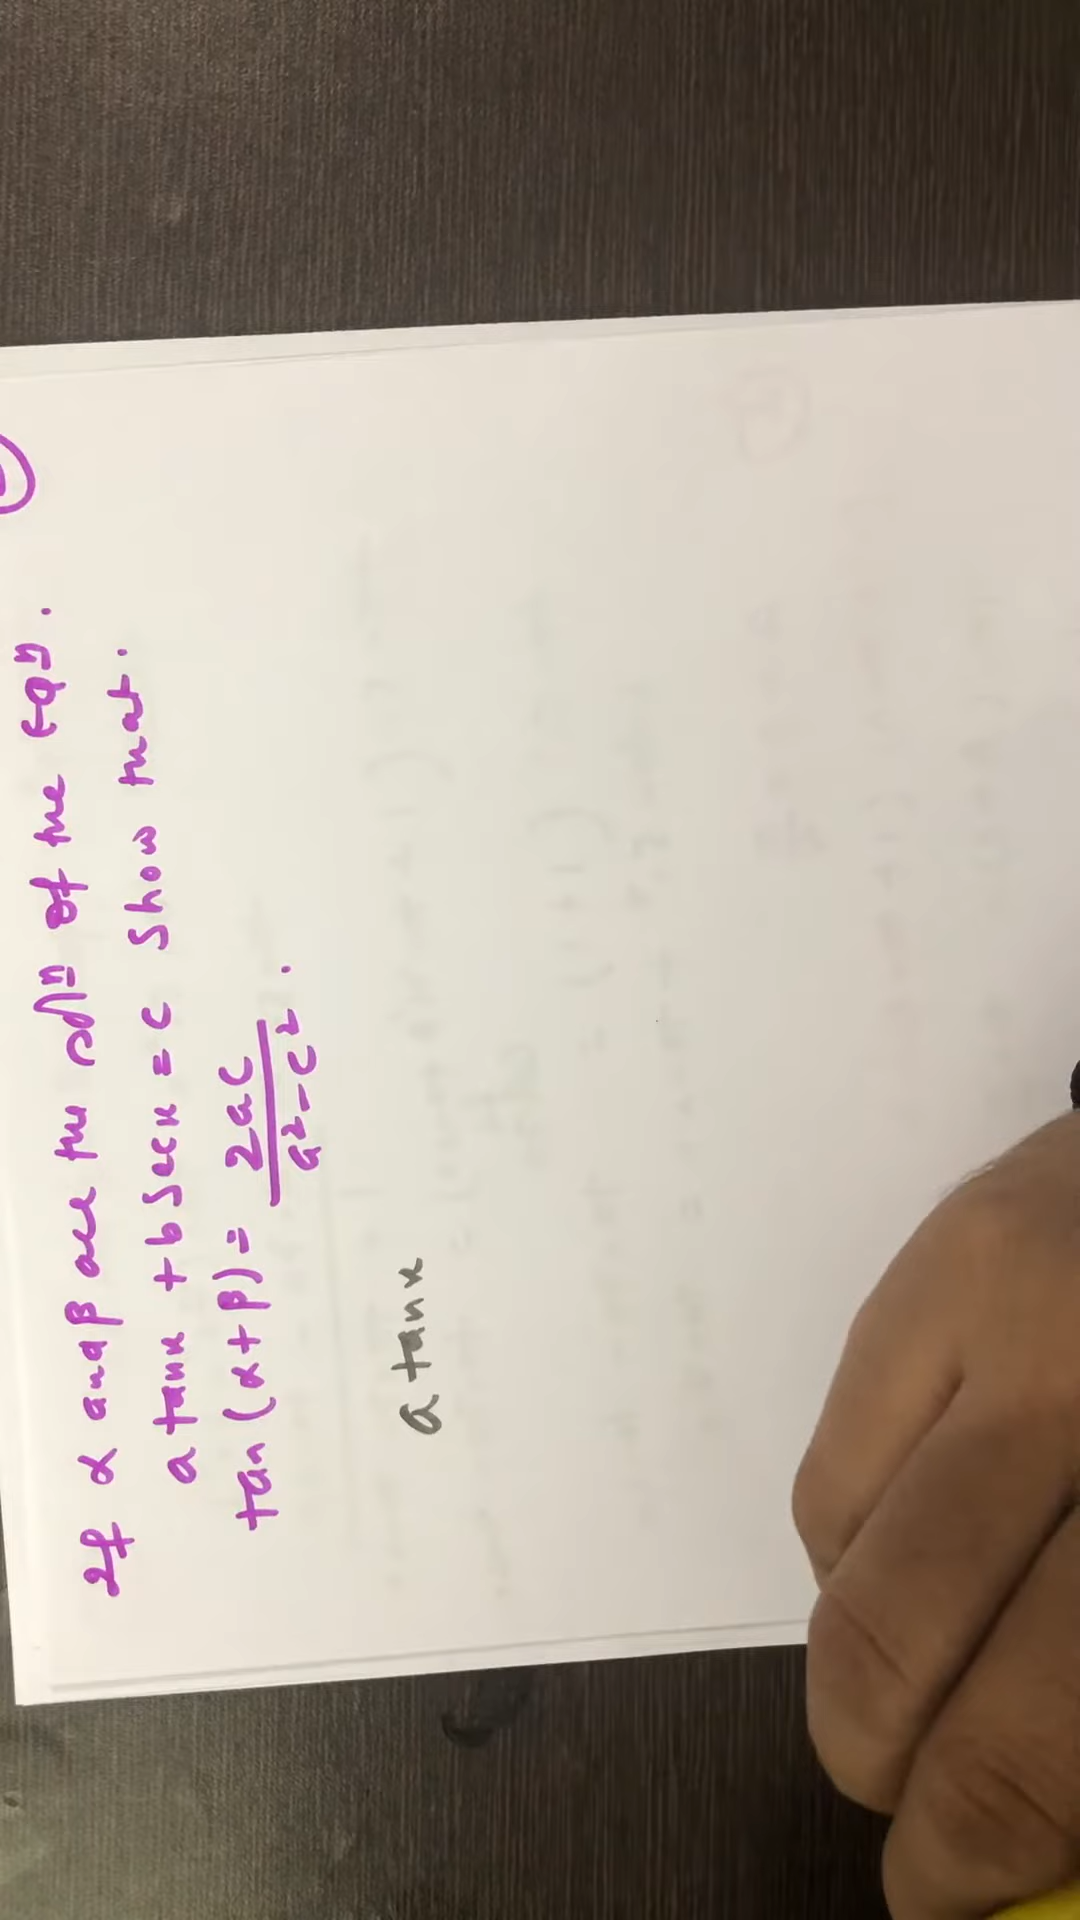 If α and β are the solⁿ of the Eqⁿ.
a tanx + b Secx = c Show that.
tan (α + β) = 2ac / a² - c² .
a tanx